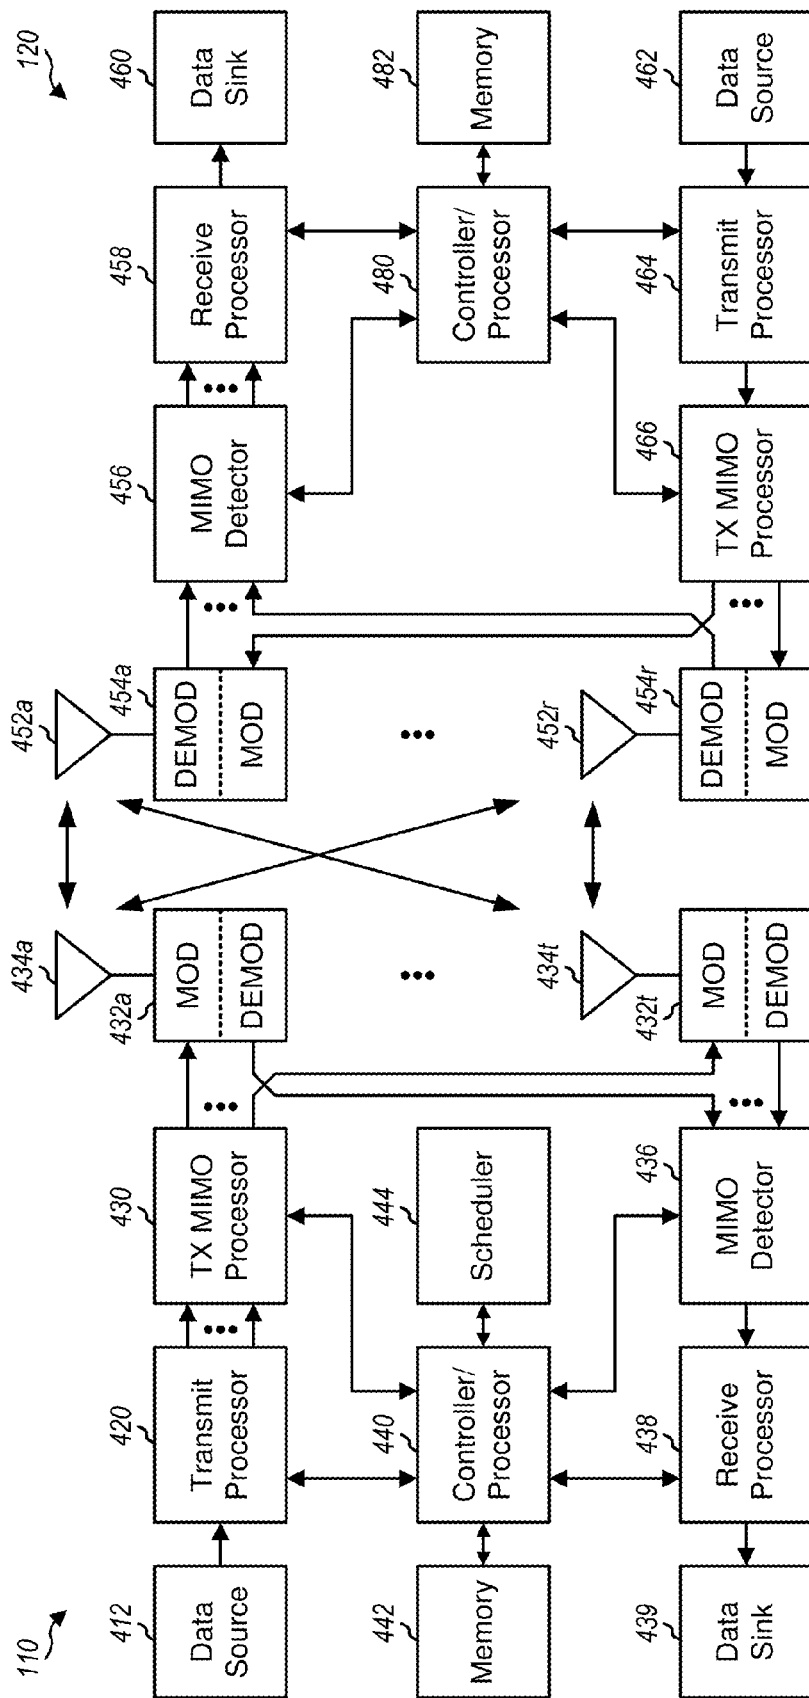 110
120
412
Data
Source
420
Transmit
Processor
430
TX MIMO
Processor
432a
MOD
DEMOD
434a
452a
454a
DEMOD
MOD
456
MIMO
Detector
458
Receive
Processor
460
Data
Sink
442
Memory
440
Controller/
Processor
444
Scheduler
480
Controller/
Processor
482
Memory
439
Data
Sink
438
Receive
Processor
436
MIMO
Detector
432t
MOD
DEMOD
434t
452r
454r
DEMOD
MOD
466
TX MIMO
Processor
464
Transmit
Processor
462
Data
Source